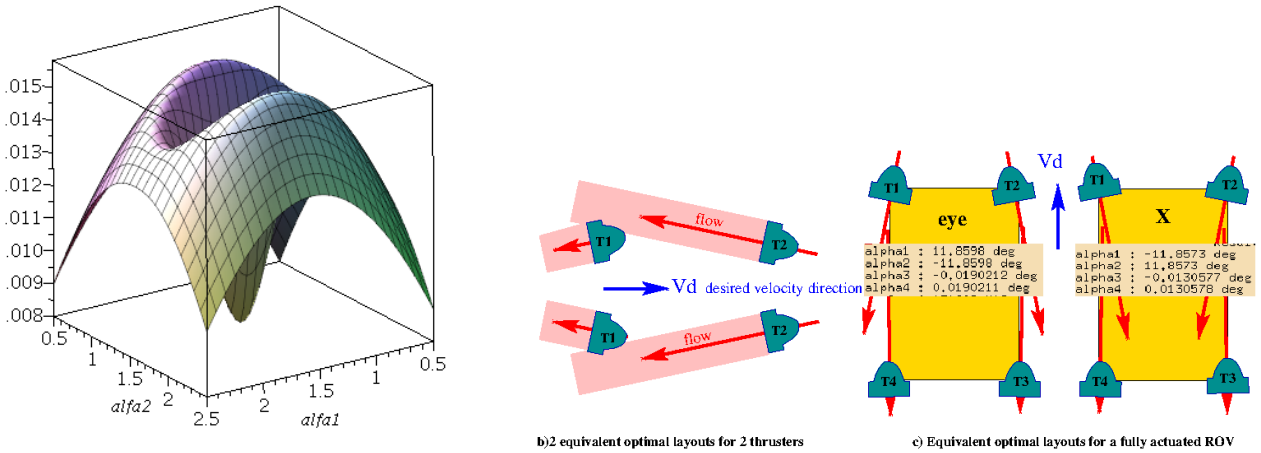 .015
.014
.013
.012
.011
.010
.009
.008
0.5
1
1.5
2
2.5
alfa2
2
1.5
1
0.5
alfa1
T1
flow
T2
Vd desired velocity direction
T1
flow
T2
b)2 equivalent optimal layouts for 2 thrusters
T1
T2
eye
alpha1 : 11.8598 deg
alpha2 : -11.8598 deg
alpha3 : -0.0190212 deg
alpha4 : 0.0190211 deg
T4
T3
Vd
T1
T2
X
alpha1 : -11.8573 deg
alpha2 : 11.8573 deg
alpha3 : -0.0130577 deg
alpha4 : 0.0130578 deg
T4
T3
c) Equivalent optimal layouts for a fully actuated ROV